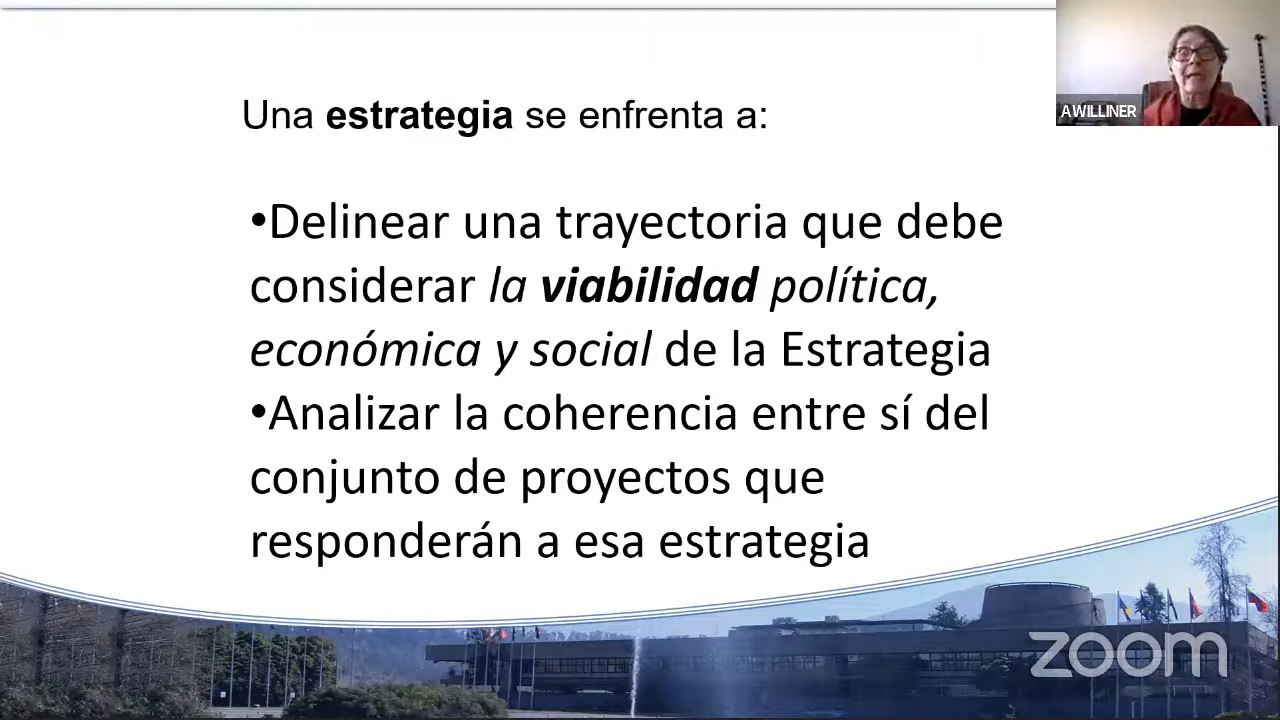 Una estrategia se enfrenta a:
•Delinear una trayectoria que debe
considerar la viabilidad política,
económica y social de la Estrategia
•Analizar la coherencia entre sí del
conjunto de proyectos que
responderán a esa estrategia
AWILLINER
zoom